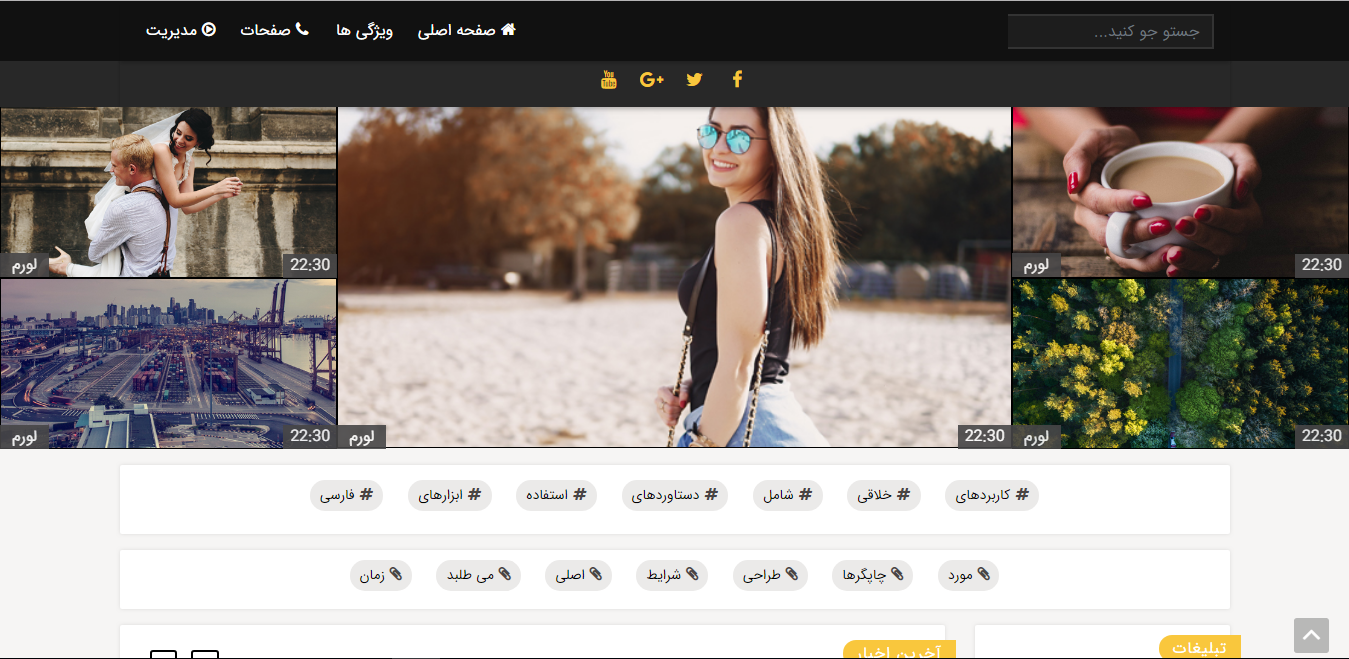 صفحه اصلی ویژگی ها صفحات مدیریت
جستو جو کنید...
You Tube
22:30 لورم
22:30 لورم
22:30 لورم
22:30 لورم
22:30 لورم
# کاربردهای # خلاقی # شامل # دستاوردهای # استفاده # ابزارهای # فارسی
مورد چاپگرها طراحی شرایط اصلی می طلبد زمان
تبلیغات
آخرین اخبار